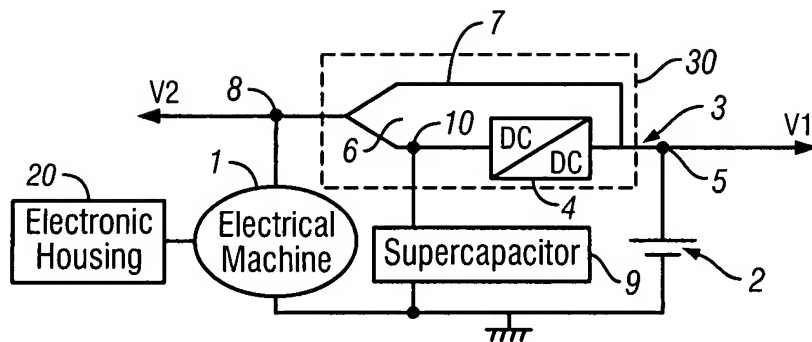 7
30
V2
8
3
V1
10
DC
DC
6
5
1
4
20
Electronic
Housing
Electrical
Machine
Supercapacitor
9
2